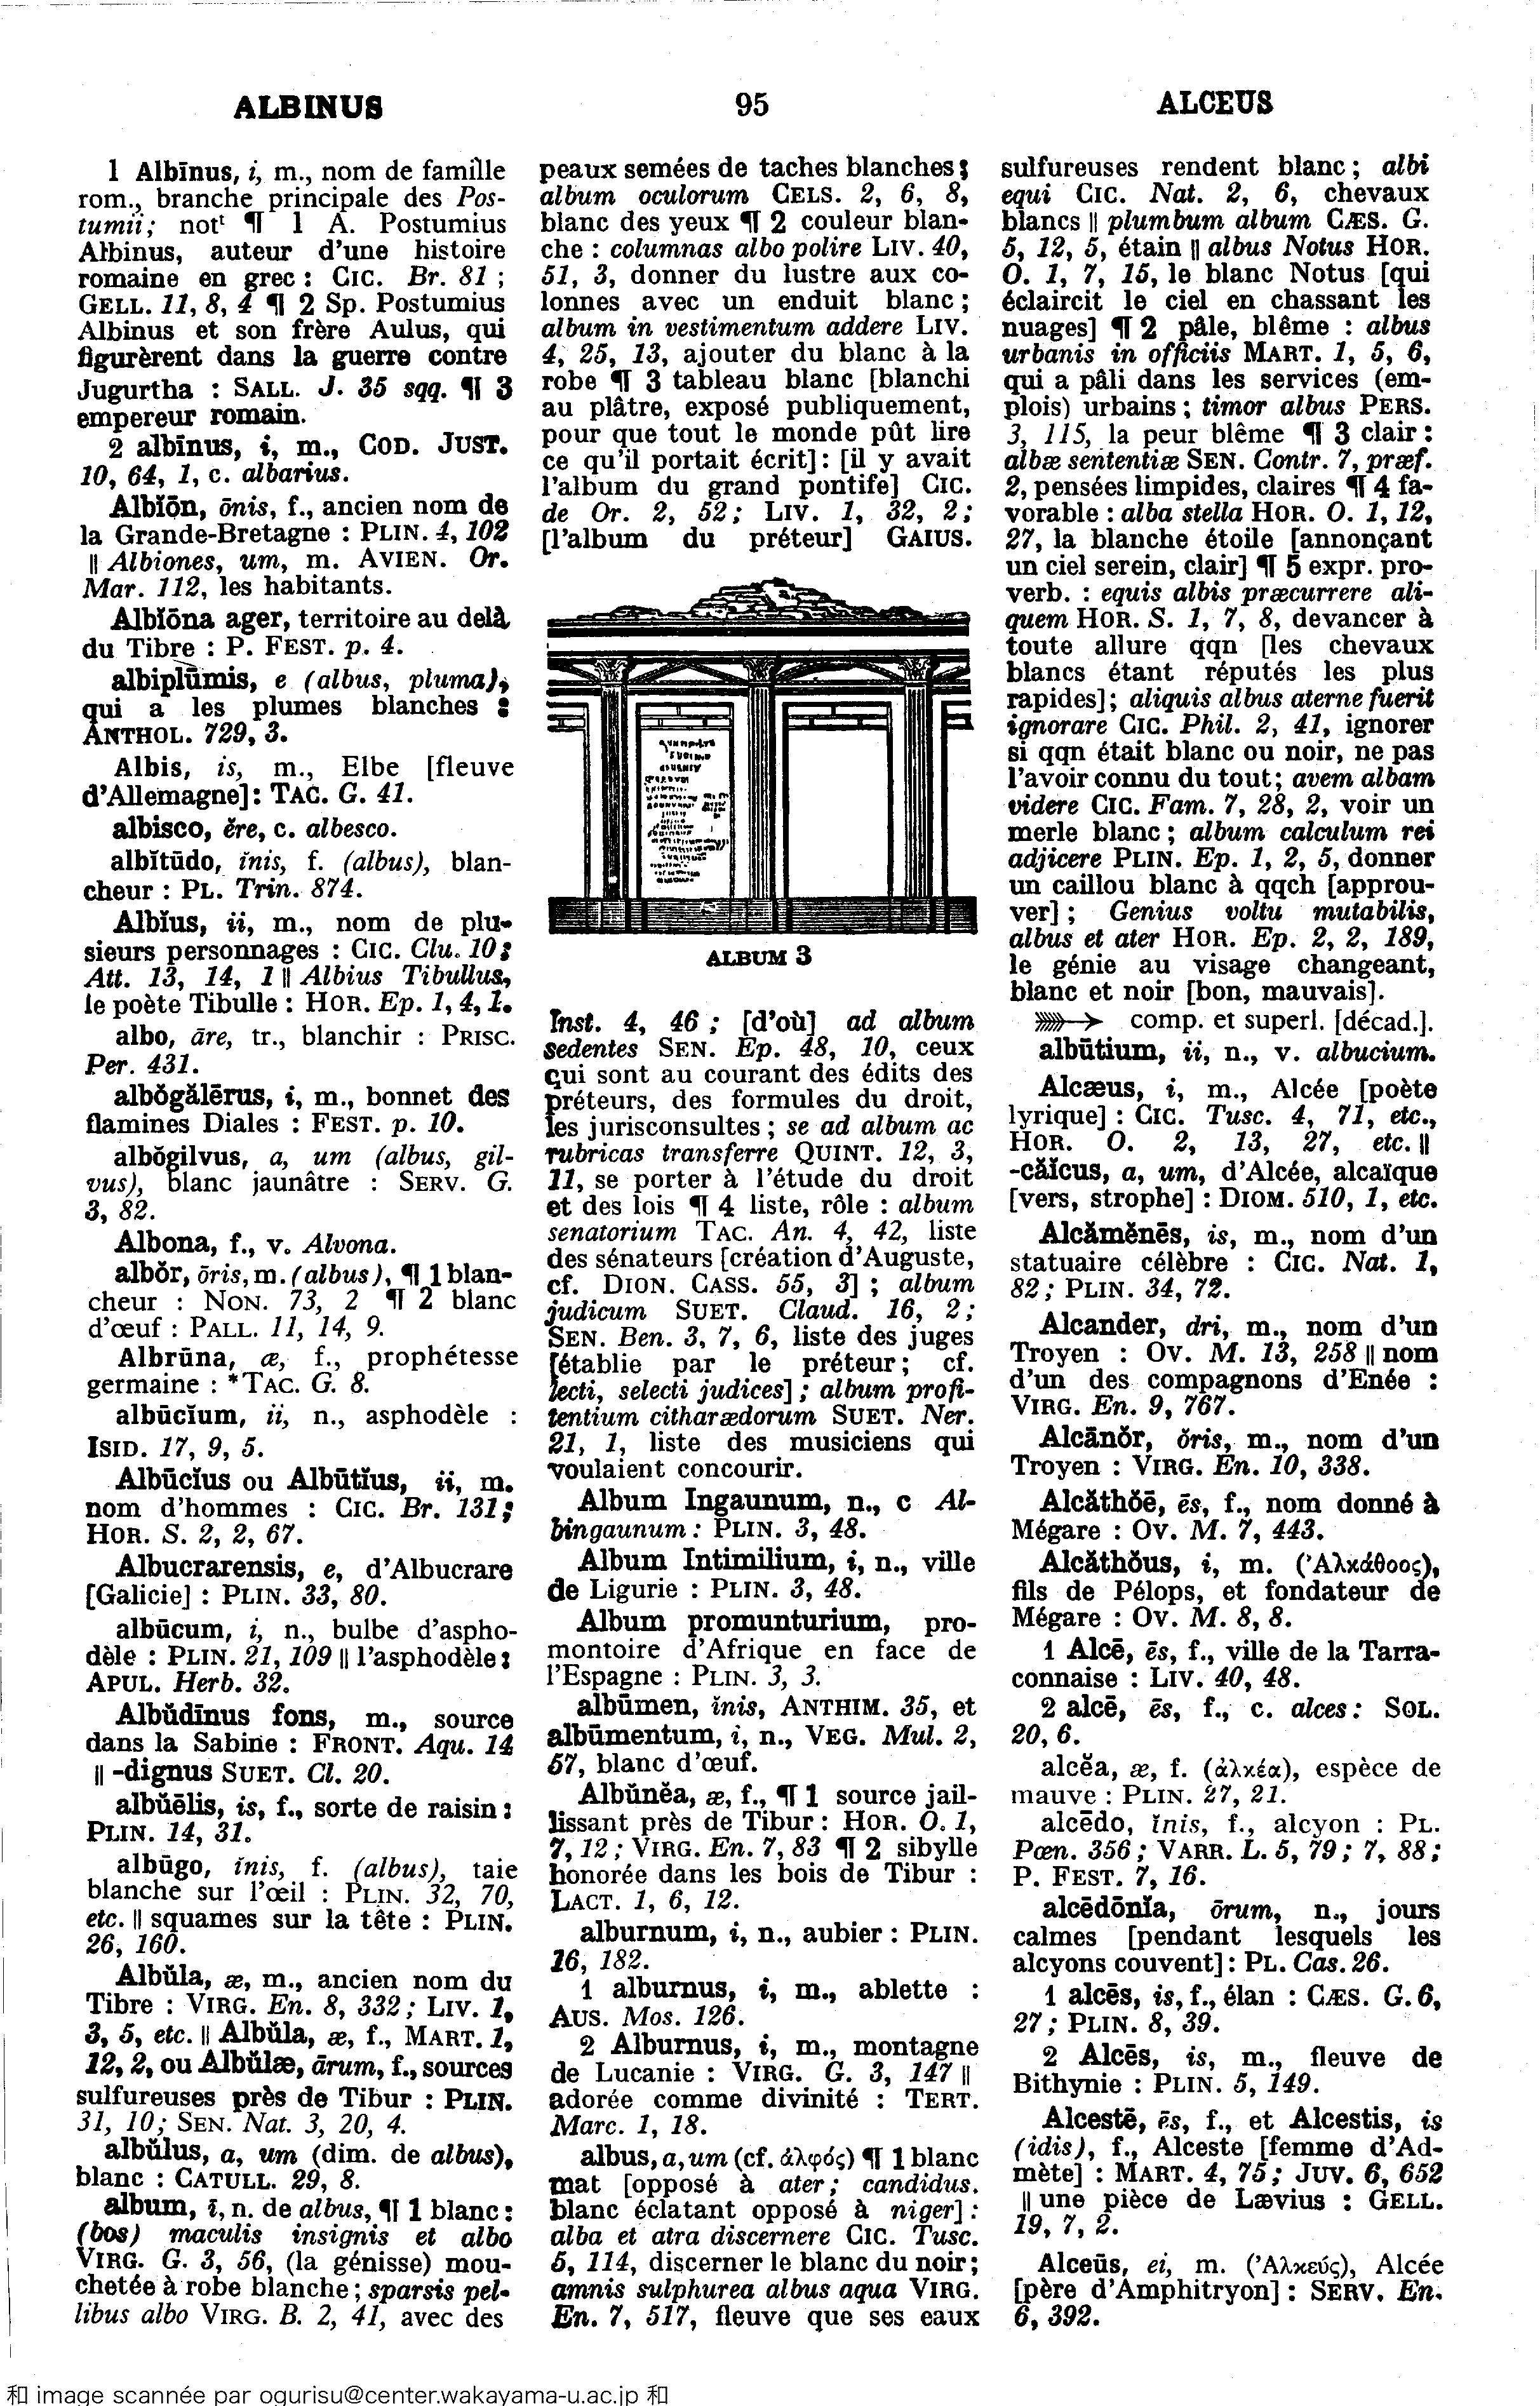 ALBINUS
95
ALCEUS
1 Albīnus, i, m., nom de famille
rom., branche principale des Pos-
tumii; notᵗ ¶ 1 A. Postumius
Albinus, auteur d'une histoire
romaine en grec : CIC. Br. 81 ;
GELL. 11, 8, 4 ¶ 2 Sp. Postumius
Albinus et son frère Aulus, qui
figurèrent dans la guerre contre
Jugurtha : SALL. J. 35 sqq. ¶ 3
empereur romain.
2 albīnus, i, m., COD. JUST.
10, 64, 1, c. albarius.
Albĭōn, ōnis, f., ancien nom de
la Grande-Bretagne : PLIN. 4, 102
|| Albiones, um, m. AVIEN. Or.
Mar. 112, les habitants.
Albĭōna ager, territoire au delà
du Tibre : P. FEST. p. 4.
albiplūmis, e (albus, pluma),
qui a les plumes blanches :
ANTHOL. 729, 3.
Albis, is, m., Elbe [fleuve
d'Allemagne] : TAC. G. 41.
albisco, ĕre, c. albesco.
albĭtūdo, ĭnis, f. (albus), blan-
cheur : PL. Trin. 874.
Albĭus, ii, m., nom de plu-
sieurs personnages : CIC. Clu. 10 ;
Att. 13, 14, 1 || Albius Tibullus,
le poète Tibulle : HOR. Ep. 1, 4, 1.
albo, āre, tr., blanchir : PRISC.
Per. 431.
albŏgălērus, i, m., bonnet des
flamines Diales : FEST. p. 10.
albŏgilvus, a, um (albus, gil-
vus), blanc jaunâtre : SERV. G.
3, 82.
Albona, f., v. Alvona.
albŏr, ōris, m. (albus), ¶ 1 blan-
cheur : NON. 73, 2 ¶ 2 blanc
d'œuf : PALL. 11, 14, 9.
Albrūna, æ, f., prophétesse
germaine : *TAC. G. 8.
albūcĭum, ii, n., asphodèle :
ISID. 17, 9, 5.
Albūcĭus ou Albūtĭus, ii, m.
nom d'hommes : CIC. Br. 131 ;
HOR. S. 2, 2, 67.
Albucrarensis, e, d'Albucrare
[Galicie] : PLIN. 33, 80.
albūcum, i, n., bulbe d'aspho-
dèle : PLIN. 21, 109 || l'asphodèle :
APUL. Herb. 32.
Albŭdīnus fons, m., source
dans la Sabine : FRONT. Aqu. 14
|| -dignus SUET. Cl. 20.
albŭēlis, is, f., sorte de raisin :
PLIN. 14, 31.
albūgo, ĭnis, f. (albus), taie
blanche sur l'œil : PLIN. 32, 70,
etc. || squames sur la tête : PLIN.
26, 160.
Albŭla, æ, m., ancien nom du
Tibre : VIRG. En. 8, 332 ; LIV. 1,
3, 5, etc. || Albŭla, æ, f., MART. 1,
12, 2, ou Albŭlæ, ārum, f., sources
sulfureuses près de Tibur : PLIN.
31, 10 ; SEN. Nat. 3, 20, 4.
albŭlus, a, um (dim. de albus),
blanc : CATULL. 29, 8.
album, ī, n. de albus, ¶ 1 blanc :
(bos) maculis insignis et albo
VIRG. G. 3, 56, (la génisse) mou-
chetée à robe blanche ; sparsis pel-
libus albo VIRG. B. 2, 41, avec des
peaux semées de taches blanches ;
album oculorum CELS. 2, 6, 8,
blanc des yeux ¶ 2 couleur blan-
che : columnas albo polire LIV. 40,
51, 3, donner du lustre aux co-
lonnes avec un enduit blanc ;
album in vestimentum addere LIV.
4, 25, 13, ajouter du blanc à la
robe ¶ 3 tableau blanc [blanchi
au plâtre, exposé publiquement,
pour que tout le monde pût lire
ce qu'il portait écrit] : [il y avait
l'album du grand pontife] CIC.
de Or. 2, 52 ; LIV. 1, 32, 2 ;
[l'album du préteur] GAIUS.
ALBUM 3
Inst. 4, 46 ; [d'où] ad album
sedentes SEN. Ep. 48, 10, ceux
qui sont au courant des édits des
préteurs, des formules du droit,
les jurisconsultes ; se ad album ac
rubricas transferre QUINT. 12, 3,
11, se porter à l'étude du droit
et des lois ¶ 4 liste, rôle : album
senatorium TAC. An. 4, 42, liste
des sénateurs [création d'Auguste,
cf. DION. CASS. 55, 3] ; album
judicum SUET. Claud. 16, 2 ;
SEN. Ben. 3, 7, 6, liste des juges
[établie par le préteur ; cf.
lecti, selecti judices] ; album profi-
tentium citharædorum SUET. Ner.
21, 1, liste des musiciens qui
voulaient concourir.
Album Ingaunum, n., c Al-
bingaunum : PLIN. 3, 48.
Album Intimilium, i, n., ville
de Ligurie : PLIN. 3, 48.
Album promunturium, pro-
montoire d'Afrique en face de
l'Espagne : PLIN. 3, 3.
albūmen, ĭnis, ANTHIM. 35, et
albūmentum, i, n., VEG. Mul. 2,
57, blanc d'œuf.
Albŭnĕa, æ, f., ¶ 1 source jail-
lissant près de Tibur : HOR. O. 1,
7, 12 ; VIRG. En. 7, 83 ¶ 2 sibylle
honorée dans les bois de Tibur :
LACT. 1, 6, 12.
alburnum, i, n., aubier : PLIN.
16, 182.
1 alburnus, i, m., ablette :
AUS. Mos. 126.
2 Alburnus, i, m., montagne
de Lucanie : VIRG. G. 3, 147 ||
adorée comme divinité : TERT.
Marc. 1, 18.
albus, a, um (cf. ἀλφός) ¶ 1 blanc
mat [opposé à ater ; candidus.
blanc éclatant opposé à niger] :
alba et atra discernere CIC. Tusc.
5, 114, discerner le blanc du noir ;
amnis sulphurea albus aqua VIRG.
En. 7, 517, fleuve que ses eaux
sulfureuses rendent blanc ; albi
equi CIC. Nat. 2, 6, chevaux
blancs || plumbum album CÆS. G.
5, 12, 5, étain || albus Notus HOR.
O. 1, 7, 15, le blanc Notus [qui
éclaircit le ciel en chassant les
nuages] ¶ 2 pâle, blême : albus
urbanis in officiis MART. 1, 5, 6,
qui a pâli dans les services (em-
plois) urbains ; timor albus PERS.
3, 115, la peur blême ¶ 3 clair :
albæ sententiæ SEN. Contr. 7, præf.
2, pensées limpides, claires ¶ 4 fa-
vorable : alba stella HOR. O. 1, 12,
27, la blanche étoile [annonçant
un ciel serein, clair] ¶ 5 expr. pro-
verb. : equis albis præcurrere ali-
quem HOR. S. 1, 7, 8, devancer à
toute allure qqn [les chevaux
blancs étant réputés les plus
rapides] ; aliquis albus aterne fuerit
ignorare CIC. Phil. 2, 41, ignorer
si qqn était blanc ou noir, ne pas
l'avoir connu du tout ; avem albam
videre CIC. Fam. 7, 28, 2, voir un
merle blanc ; album calculum rei
adjicere PLIN. Ep. 1, 2, 5, donner
un caillou blanc à qqch [approu-
ver] ; Genius voltu mutabilis,
albus et ater HOR. Ep. 2, 2, 189,
le génie au visage changeant,
blanc et noir [bon, mauvais].
comp. et superl. [décad.].
albūtium, ii, n., v. albucium.
Alcæus, i, m., Alcée [poète
lyrique] : CIC. Tusc. 4, 71, etc.,
HOR. O. 2, 13, 27, etc. ||
-căĭcus, a, um, d'Alcée, alcaïque
[vers, strophe] : DIOM. 510, 1, etc.
Alcămĕnēs, is, m., nom d'un
statuaire célèbre : CIC. Nat. 1,
82 ; PLIN. 34, 72.
Alcander, dri, m., nom d'un
Troyen : OV. M. 13, 258 || nom
d'un des compagnons d'Enée :
VIRG. En. 9, 767.
Alcānŏr, ŏris, m., nom d'un
Troyen : VIRG. En. 10, 338.
Alcăthŏē, ēs, f., nom donné à
Mégare : OV. M. 7, 443.
Alcăthŏus, i, m. (Ἀλκάθοος),
fils de Pélops, et fondateur de
Mégare : OV. M. 8, 8.
1 Alcē, ēs, f., ville de la Tarra-
connaise : LIV. 40, 48.
2 alcē, ēs, f., c. alces : SOL.
20, 6.
alcĕa, æ, f. (ἀλκέα), espèce de
mauve : PLIN. 27, 21.
alcēdo, ĭnis, f., alcyon : PL.
Pœn. 356 ; VARR. L. 5, 79 ; 7, 88 ;
P. FEST. 7, 16.
alcēdōnĭa, ōrum, n., jours
calmes [pendant lesquels les
alcyons couvent] : PL. Cas. 26.
1 alcēs, is, f., élan : CÆS. G. 6,
27 ; PLIN. 8, 39.
2 Alcēs, is, m., fleuve de
Bithynie : PLIN. 5, 149.
Alcestē, ēs, f., et Alcestis, is
(idis), f., Alceste [femme d'Ad-
mète] : MART. 4, 75 ; JUV. 6, 652
|| une pièce de Lævius : GELL.
19, 7, 2.
Alceūs, ei, m. (Ἀλκεύς), Alcée
[père d'Amphitryon] : SERV. En.
6, 392.
和 image scannée par ogurisu@center.wakayama-u.ac.jp 和